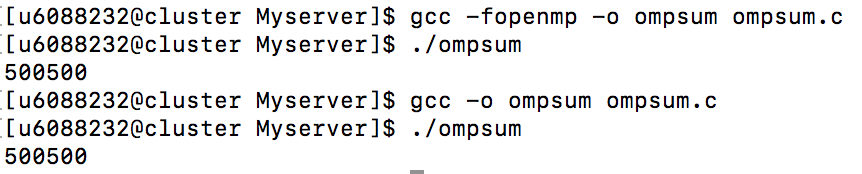 [u6088232@cluster Myserver]$ gcc -fopenmp -o ompsum ompsum.c
[u6088232@cluster Myserver]$ ./ompsum
500500
[u6088232@cluster Myserver]$ gcc -o ompsum ompsum.c
[u6088232@cluster Myserver]$ ./ompsum
500500